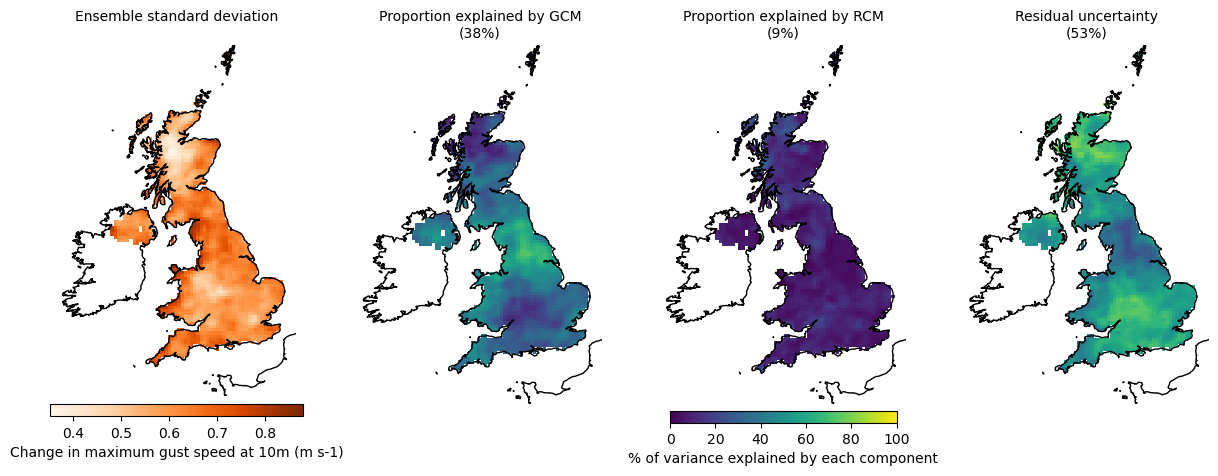 Ensemble standard deviation
Proportion explained by GCM
(38%)
Proportion explained by RCM
(9%)
Residual uncertainty
(53%)
0.4 0.5 0.6 0.7 0.8
Change in maximum gust speed at 10m (m s-1)
0 20 40 60 80 100
% of variance explained by each component